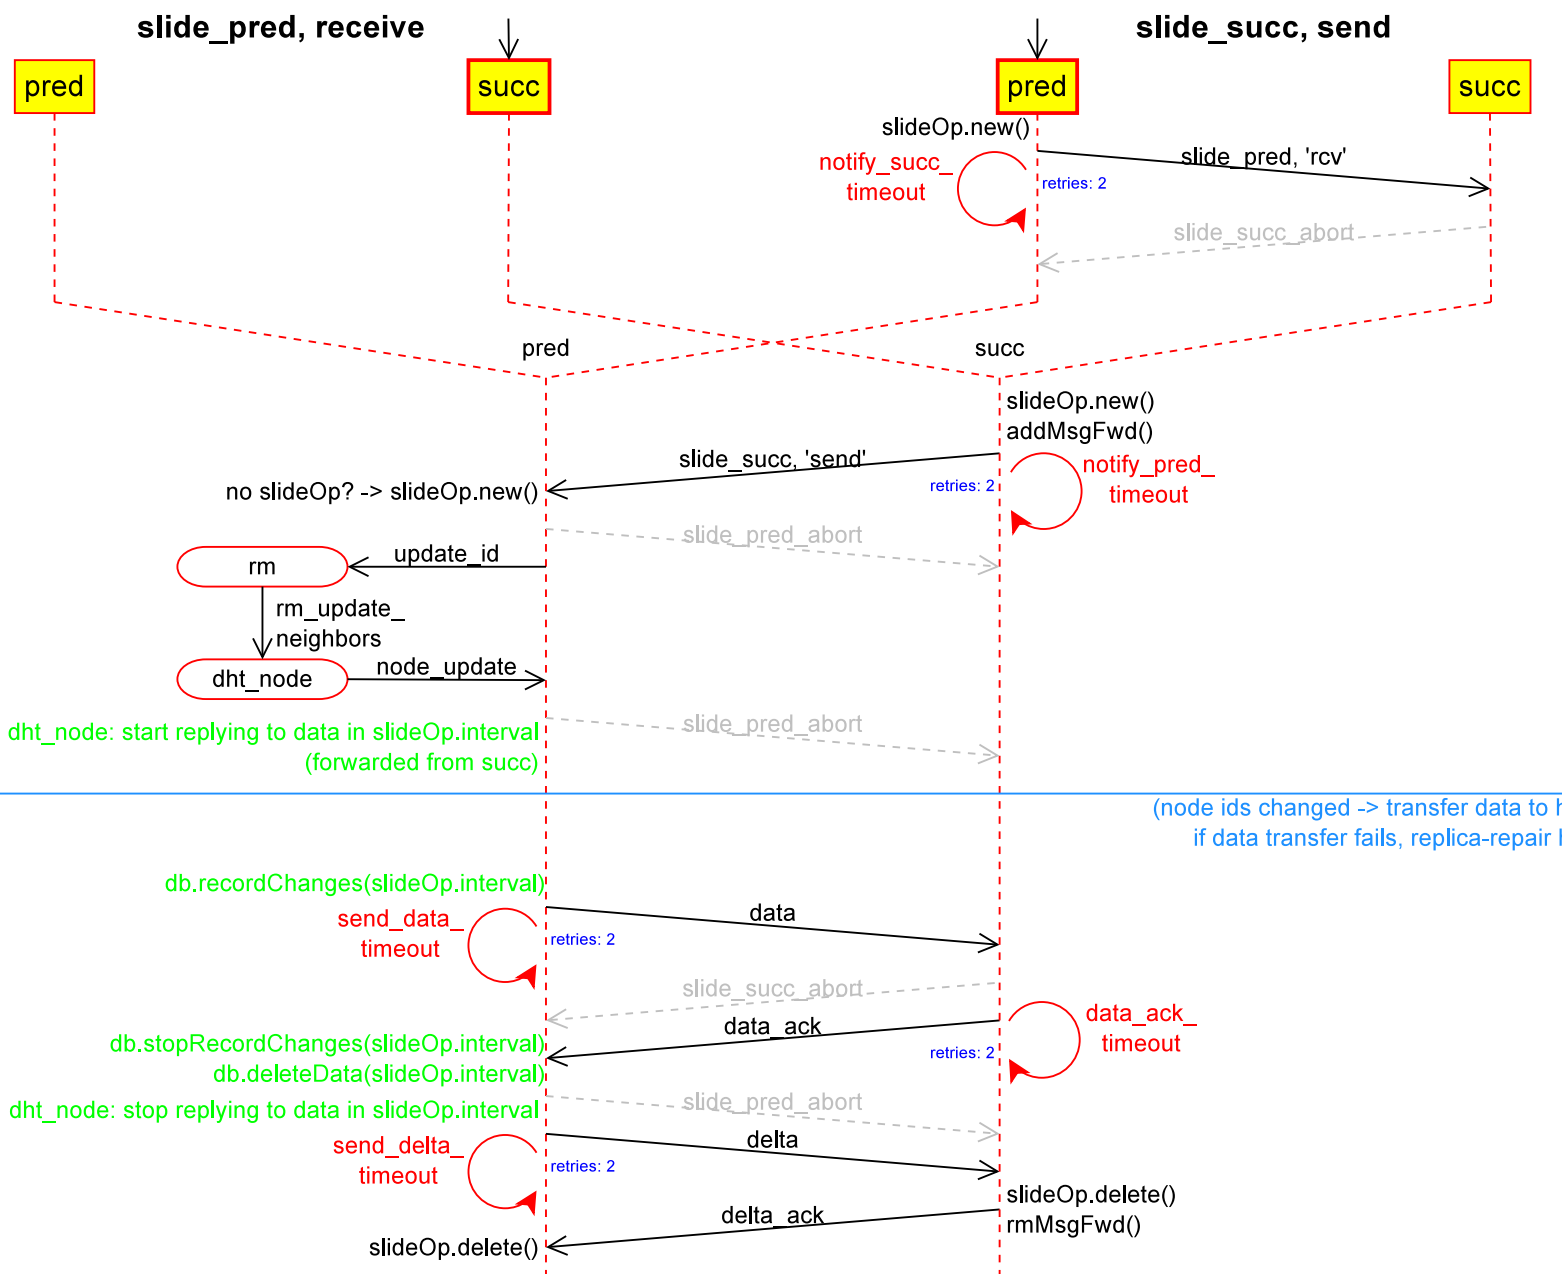 slide_pred, receive
slide_succ, send
pred
succ
pred
succ
slideOp.new()
notify_succ_
timeout
retries: 2
slide_pred, 'rcv'
slide_succ_abort
pred
succ
slideOp.new()
addMsgFwd()
slide_succ, 'send'
notify_pred_
timeout
retries: 2
no slideOp? -> slideOp.new()
slide_pred_abort
update_id
rm
rm_update_
neighbors
node_update
dht_node
slide_pred_abort
dht_node: start replying to data in slideOp.interval
(forwarded from succ)
(node ids changed -> transfer data to
if data transfer fails, replica-repair
db.recordChanges(slideOp.interval)
send_data_
timeout
retries: 2
data
slide_succ_abort
data_ack
data_ack_
timeout
retries: 2
db.stopRecordChanges(slideOp.interval)
db.deleteData(slideOp.interval)
slide_pred_abort
dht_node: stop replying to data in slideOp.interval
delta
send_delta_
timeout
retries: 2
slideOp.delete()
rmMsgFwd()
delta_ack
slideOp.delete()